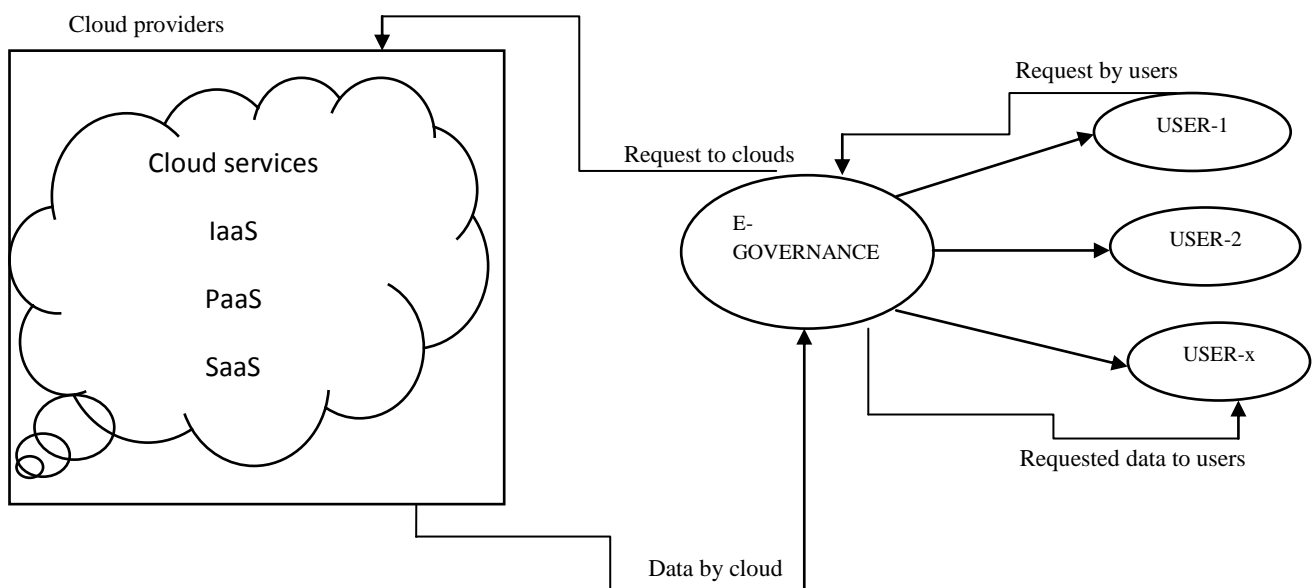 Cloud providers
Cloud services
IaaS
PaaS
SaaS
Request to clouds
Request by users
E-
GOVERNANCE
USER-1
USER-2
USER-x
Requested data to users
Data by cloud